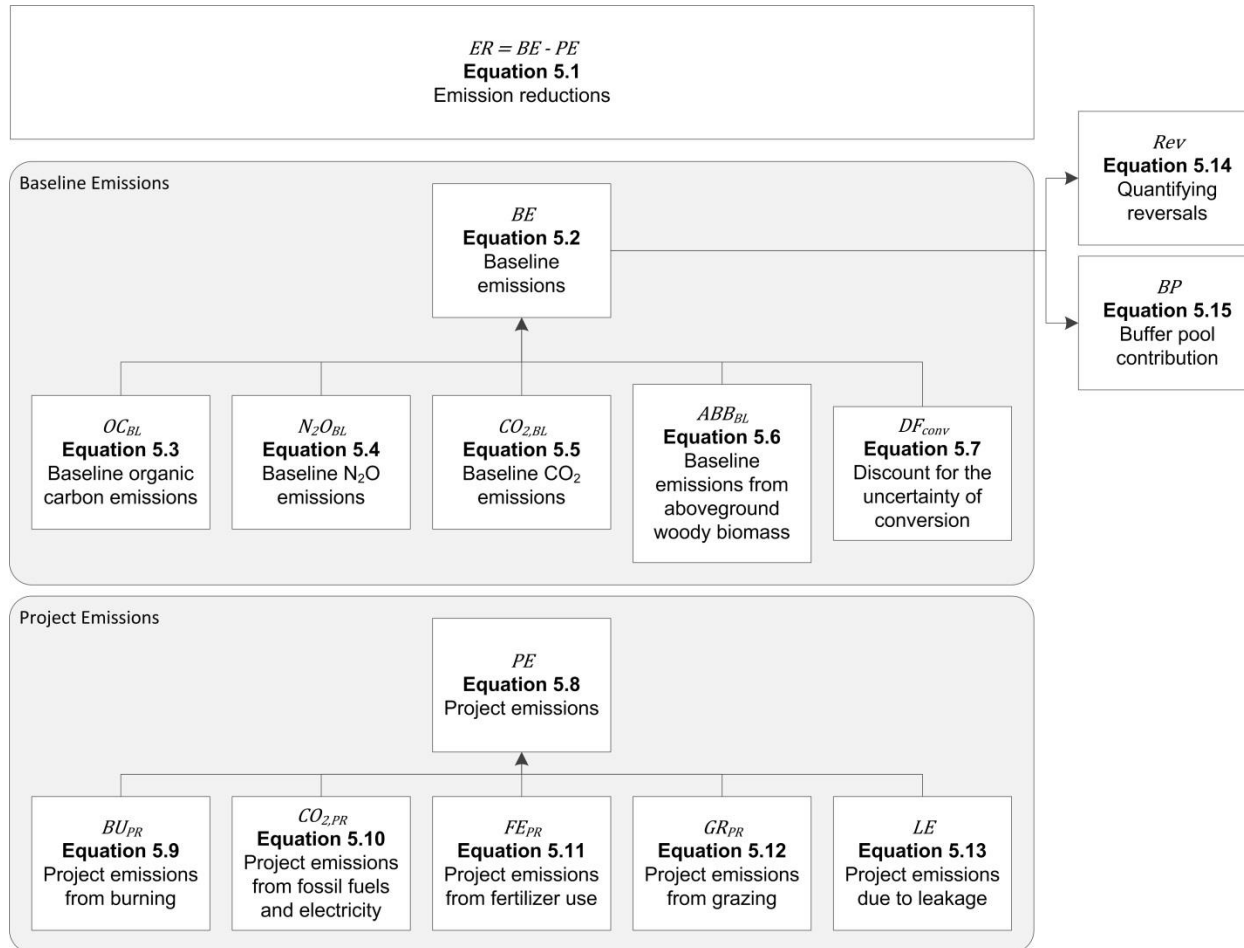 ER = BE - PE
Equation 5.1
Emission reductions
Baseline Emissions
BE
Equation 5.2
Baseline
emissions
Rev
Equation 5.14
Quantifying
reversals
BP
Equation 5.15
Buffer pool
contribution
OC_BL
Equation 5.3
Baseline organic
carbon emissions
N₂O_BL
Equation 5.4
Baseline N₂O
emissions
CO₂,BL
Equation 5.5
Baseline CO₂
emissions
ABB_BL
Equation 5.6
Baseline
emissions from
aboveground
woody biomass
DF_conv
Equation 5.7
Discount for the
uncertainty of
conversion
Project Emissions
PE
Equation 5.8
Project emissions
BU_PR
Equation 5.9
Project emissions
from burning
CO₂,PR
Equation 5.10
Project emissions
from fossil fuels
and electricity
FE_PR
Equation 5.11
Project emissions
from fertilizer use
GR_PR
Equation 5.12
Project emissions
from grazing
LE
Equation 5.13
Project emissions
due to leakage